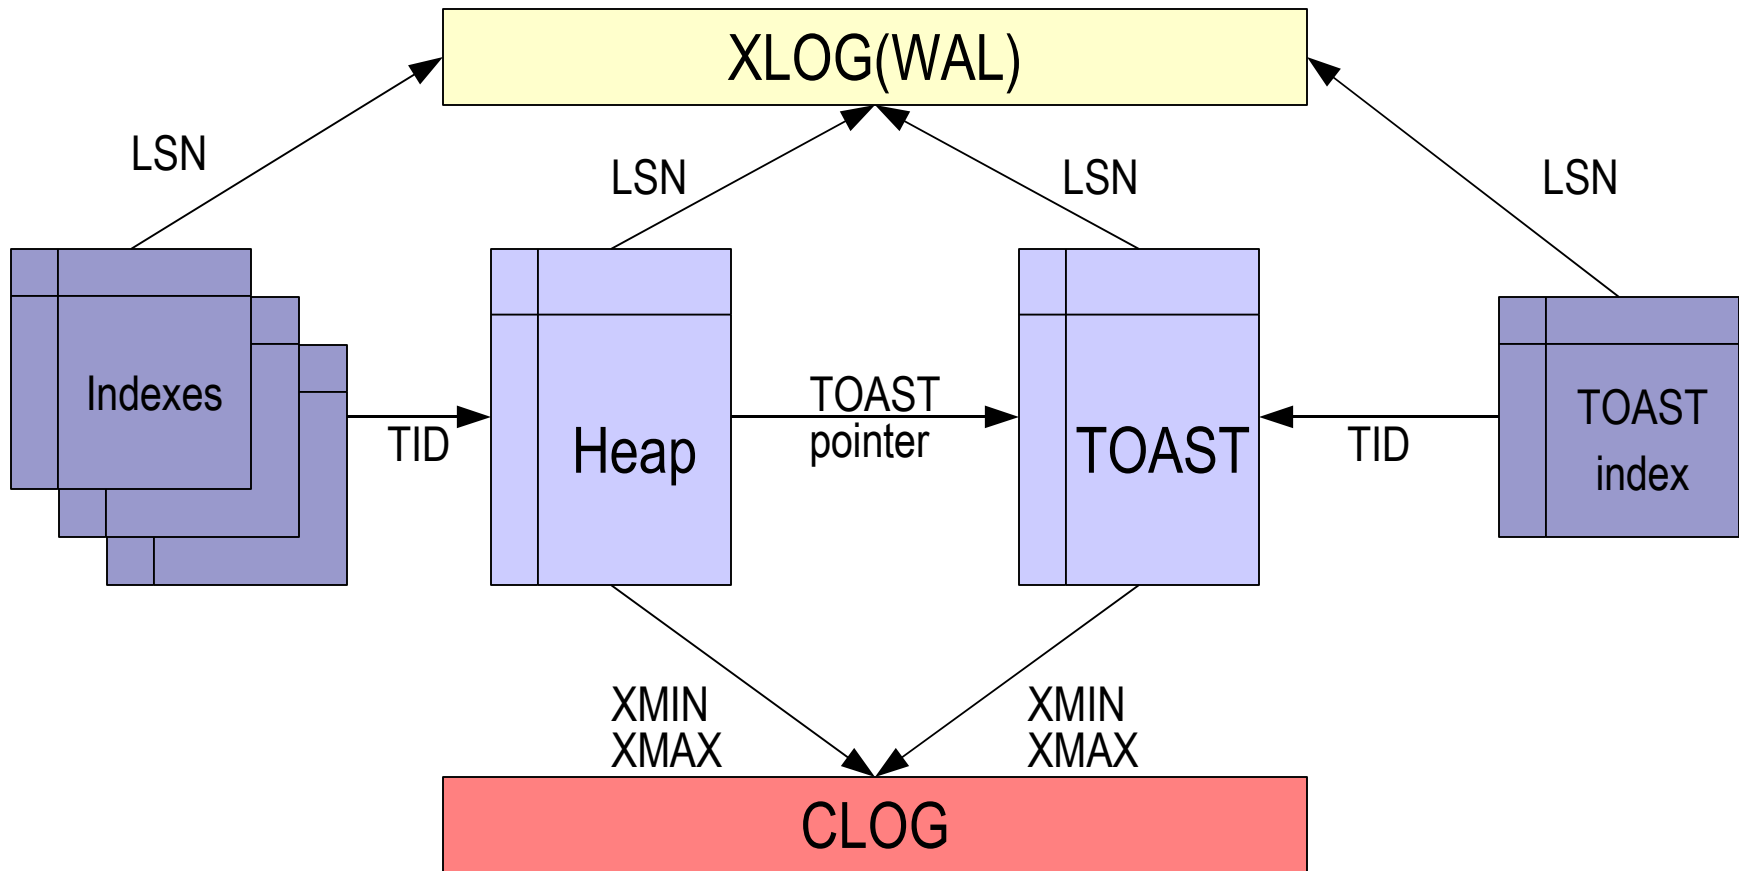 XLOG(WAL)
LSN
LSN
LSN
LSN
Indexes
TID
Heap
TOAST
pointer
TOAST
TID
TOAST
index
XMIN
XMAX
XMIN
XMAX
CLOG